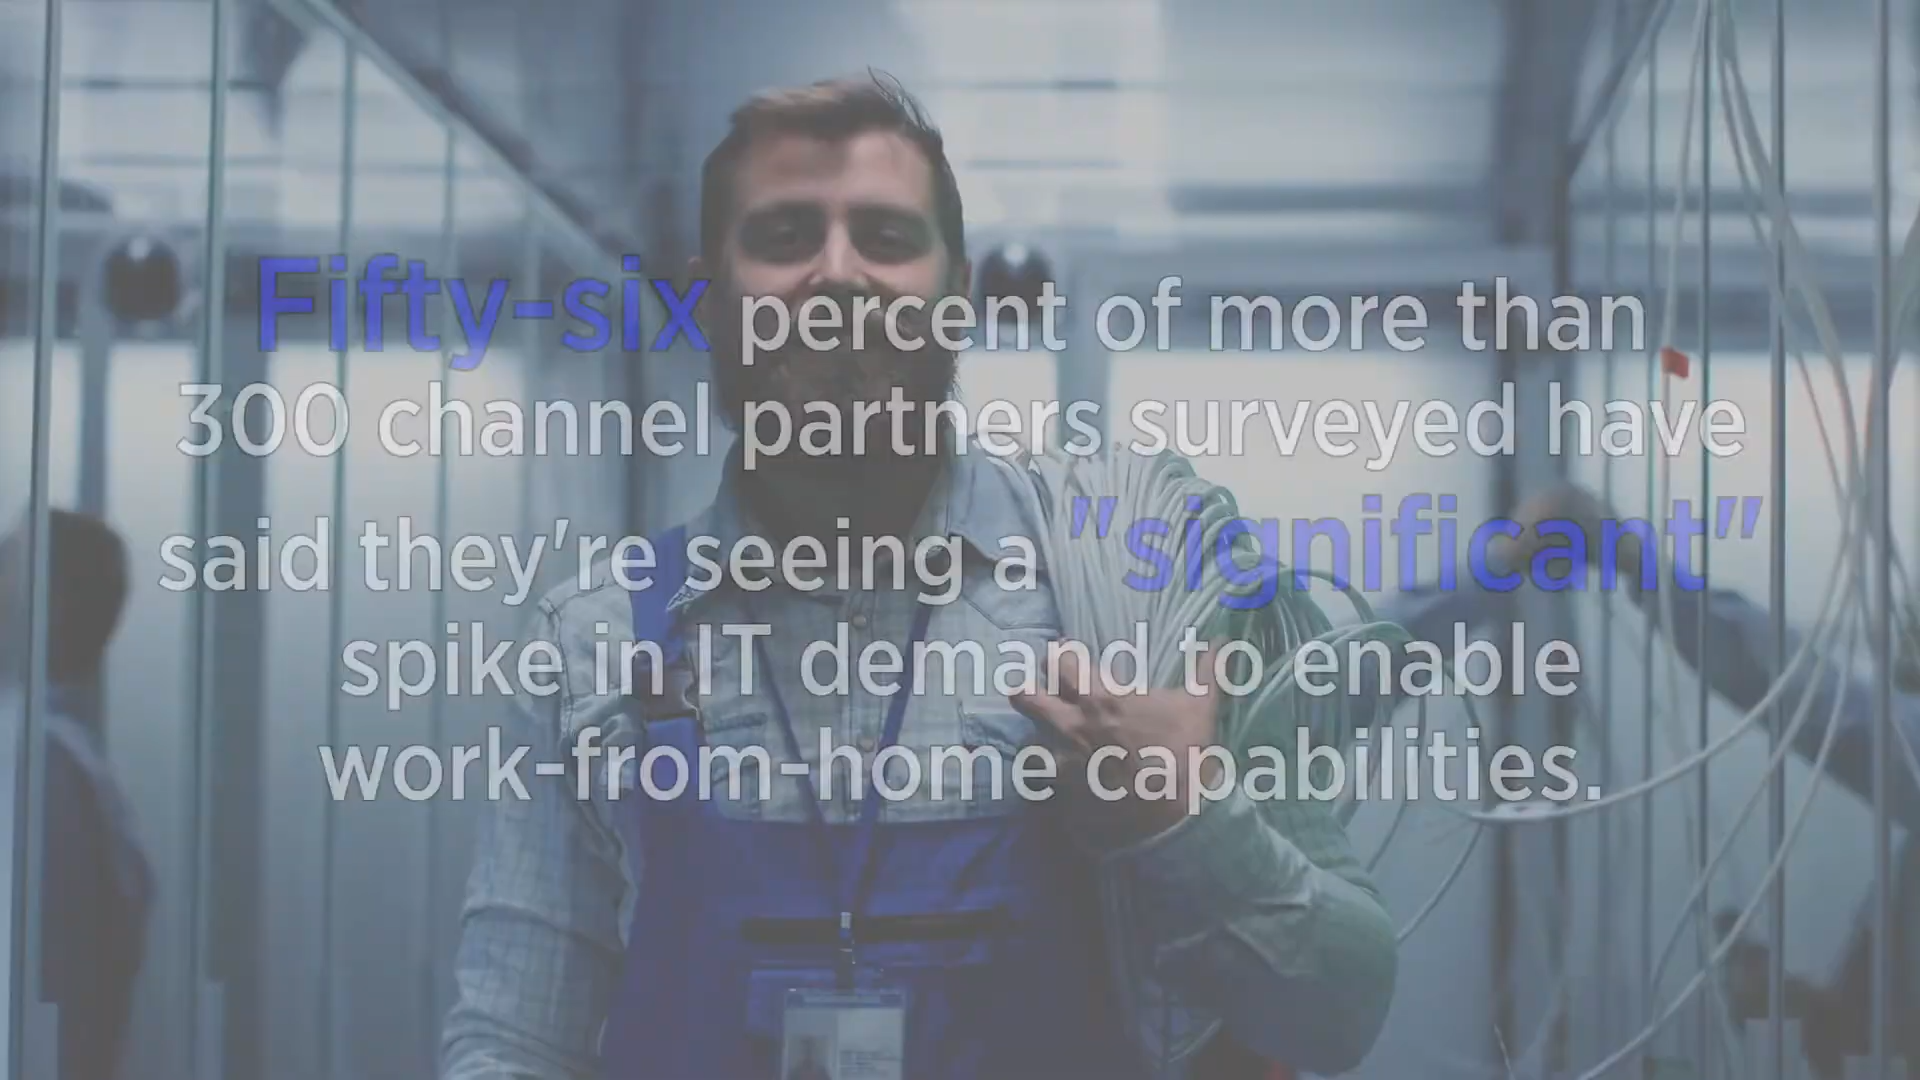 Fifty-six percent of more than
300 channel partners surveyed have
said they're seeing a "significant"
spike in IT demand to enable
work-from-home capabilities.